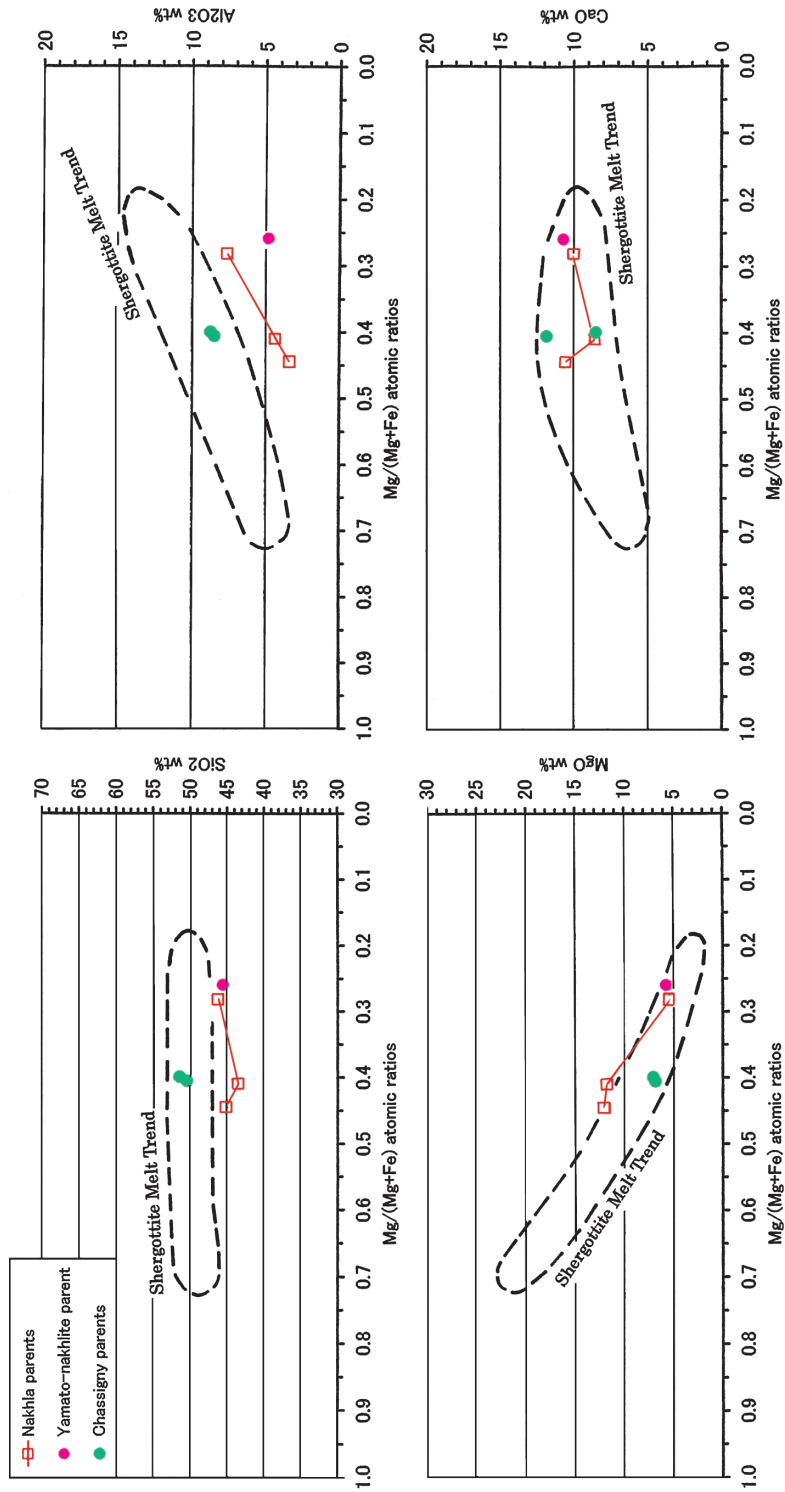 Nakhla parents
Yamato-nakhlite parent
Chassigny parents
SiO2 wt%
70
65
60
55
50
45
40
35
30
Shergottite Melt Trend
1.0 0.9 0.8 0.7 0.6 0.5 0.4 0.3 0.2 0.1 0.0
Mg/(Mg+Fe) atomic ratios
Al2O3 wt%
20
15
10
5
0
Shergottite Melt Trend
1.0 0.9 0.8 0.7 0.6 0.5 0.4 0.3 0.2 0.1 0.0
Mg/(Mg+Fe) atomic ratios
MgO wt%
30
25
20
15
10
5
0
Shergottite Melt Trend
1.0 0.9 0.8 0.7 0.6 0.5 0.4 0.3 0.2 0.1 0.0
Mg/(Mg+Fe) atomic ratios
CaO wt%
20
15
10
5
0
Shergottite Melt Trend
1.0 0.9 0.8 0.7 0.6 0.5 0.4 0.3 0.2 0.1 0.0
Mg/(Mg+Fe) atomic ratios